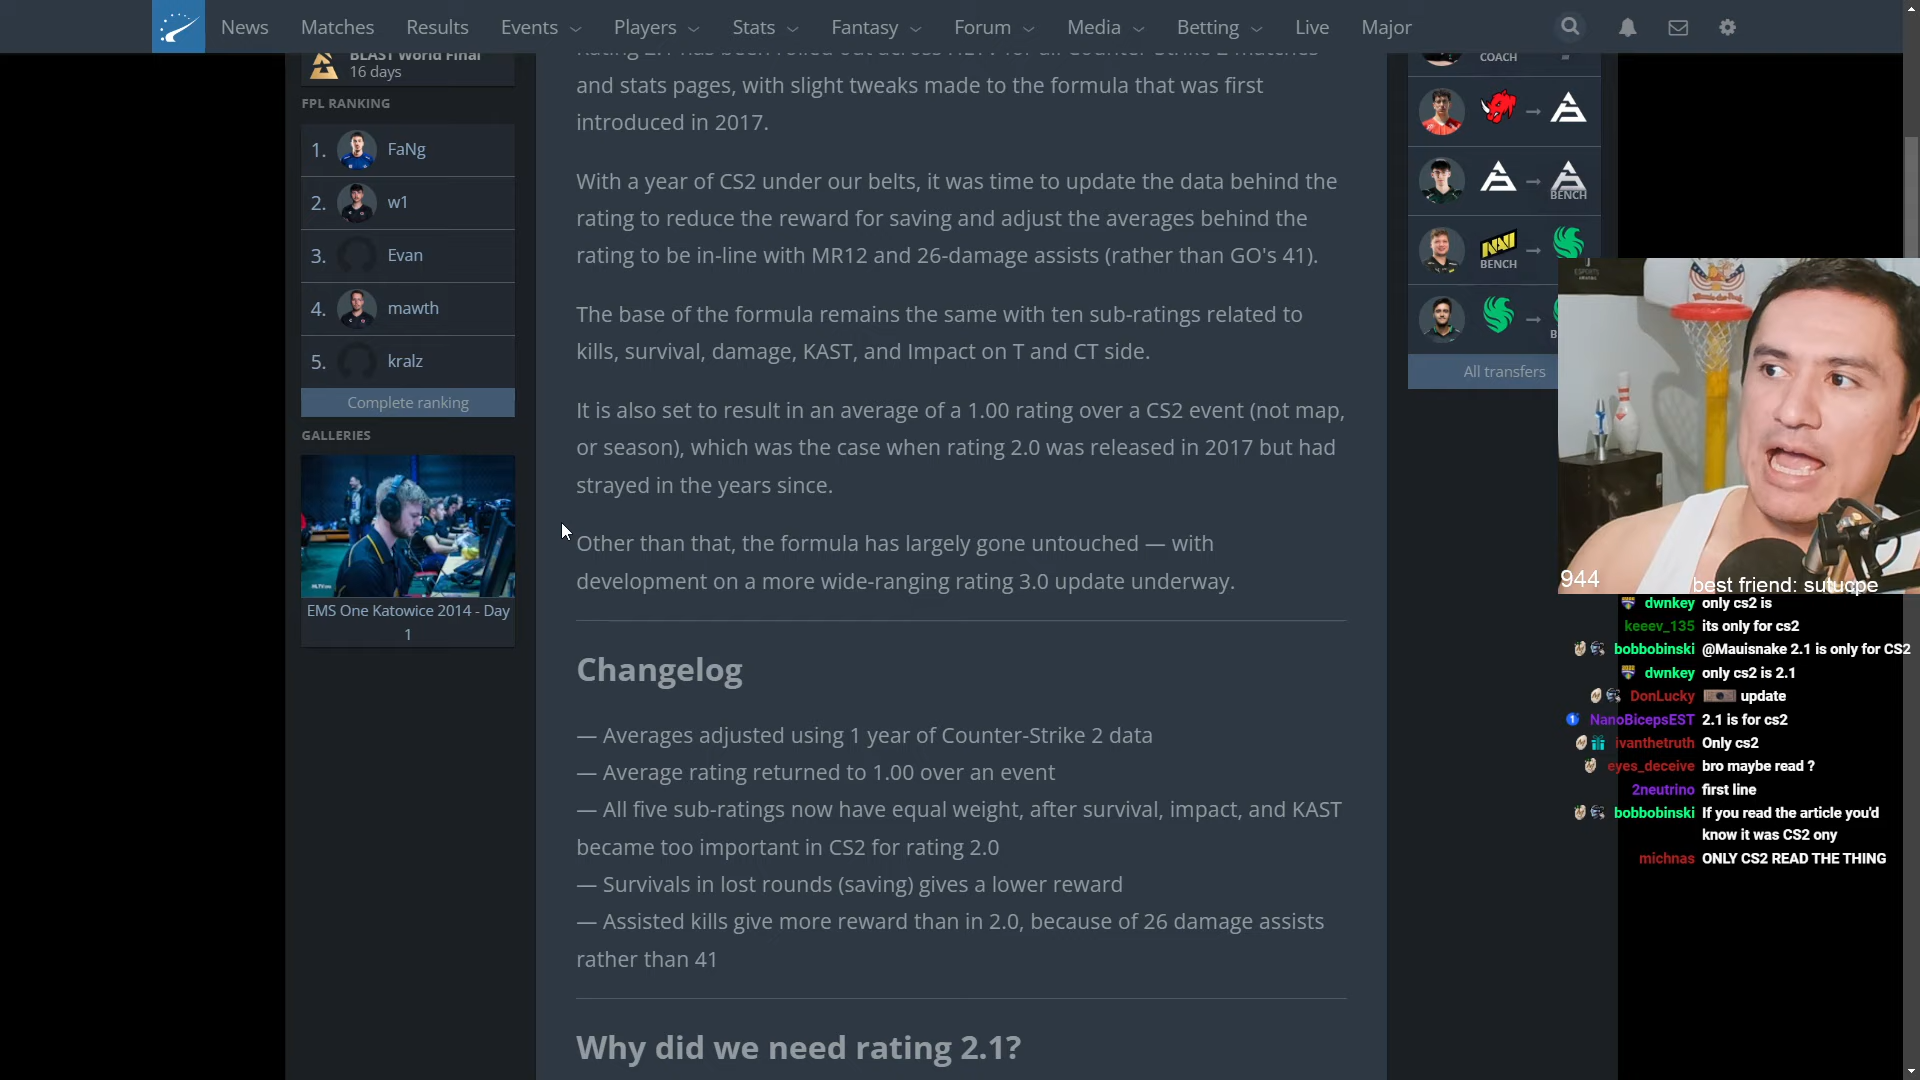 News Matches Results Events Players Stats Fantasy Forum Media Betting Live Major
BLAST World Final
16 days
FPL RANKING
1. FaNg
2. w1
3. Evan
4. mawth
5. kralz
Complete ranking
GALLERIES
EMS One Katowice 2014 - Day
1
and stats pages, with slight tweaks made to the formula that was first
introduced in 2017.
With a year of CS2 under our belts, it was time to update the data behind the
rating to reduce the reward for saving and adjust the averages behind the
rating to be in-line with MR12 and 26-damage assists (rather than GO's 41).
The base of the formula remains the same with ten sub-ratings related to
kills, survival, damage, KAST, and Impact on T and CT side.
It is also set to result in an average of a 1.00 rating over a CS2 event (not map,
or season), which was the case when rating 2.0 was released in 2017 but had
strayed in the years since.
Other than that, the formula has largely gone untouched — with
development on a more wide-ranging rating 3.0 update underway.
Changelog
— Averages adjusted using 1 year of Counter-Strike 2 data
— Average rating returned to 1.00 over an event
— All five sub-ratings now have equal weight, after survival, impact, and KAST
became too important in CS2 for rating 2.0
— Survivals in lost rounds (saving) gives a lower reward
— Assisted kills give more reward than in 2.0, because of 26 damage assists
rather than 41
Why did we need rating 2.1?
COACH
BENCH
NAVI
BENCH
All transfers
944
best friend: sutucpe
dwnkey only cs2 is
keeev_135 its only for cs2
bobbobinski @Mauisnake 2.1 is only for CS2
dwnkey only cs2 is 2.1
DonLucky update
NanoBicepsEST 2.1 is for cs2
ivanthetruth Only cs2
eyes_deceive bro maybe read ?
2neutrino first line
bobbobinski If you read the article you'd
know it was CS2 ony
michnas ONLY CS2 READ THE THING